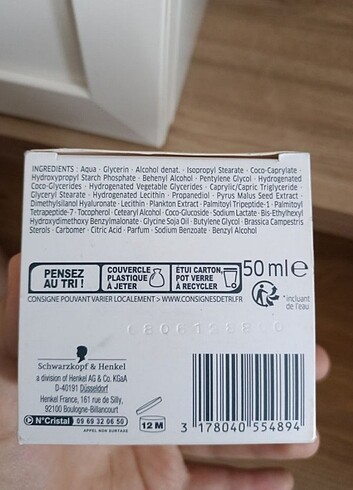 INGREDIENTS : Aqua · Glycerin · Alcohol denat. · Isopropyl Stearate · Coco-Caprylate ·
Hydroxypropyl Starch Phosphate · Behenyl Alcohol · Pentylene Glycol · Hydrogenated
Coco-Glycerides · Hydrogenated Vegetable Glycerides · Caprylic/Capric Triglyceride ·
Glyceryl Stearate · Hydrogenated Lecithin · Propanediol · Pyrus Malus Seed Extract ·
Dimethylsilanol Hyaluronate · Lecithin · Plankton Extract · Palmitoyl Tripeptide-1 · Palmitoyl
Tetrapeptide-7 · Tocopherol · Cetearyl Alcohol · Coco-Glucoside · Sodium Lactate · Bis-Ethylhexyl
Hydroxydimethoxy Benzylmalonate · Glycine Soja Oil · Butylene Glycol · Brassica Campestris
Sterols · Carbomer · Citric Acid · Parfum · Sodium Benzoate · Benzyl Alcohol
PENSEZ
AU TRI !
COUVERCLE
PLASTIQUE
À JETER
ÉTUI CARTON,
POT VERRE
À RECYCLER
50 ml e
CONSIGNE POUVANT VARIER LOCALEMENT > WWW.CONSIGNESDETRI.FR
*incluant
de l'eau
Schwarzkopf & Henkel
a division of Henkel AG & Co. KGaA
D-40191 Düsseldorf
Henkel France, 161 rue de Silly,
92100 Boulogne-Billancourt
N°Cristal 09 69 32 06 50
APPEL NON SURTAXÉ
12 M
3 178040 554894